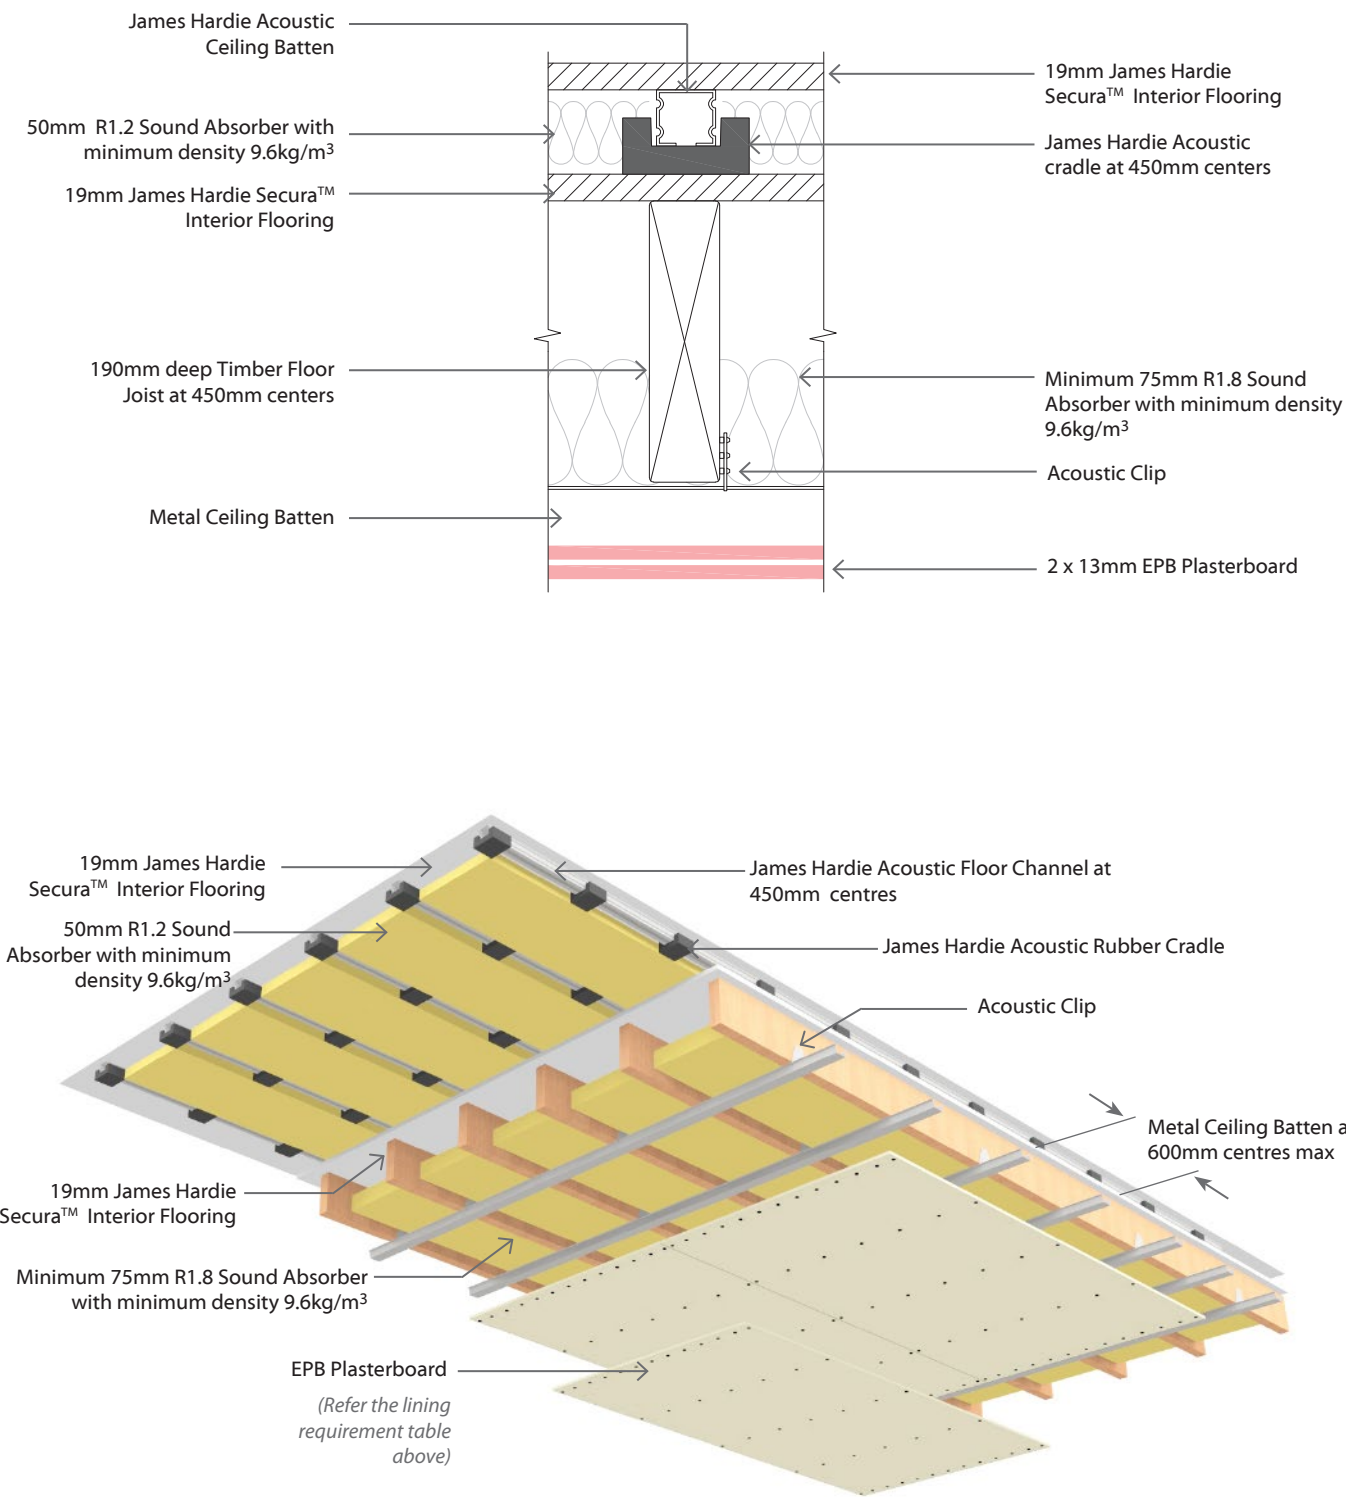 James Hardie Acoustic
Ceiling Batten
19mm James Hardie
Secura™ Interior Flooring
50mm R1.2 Sound Absorber with
minimum density 9.6kg/m³
James Hardie Acoustic
cradle at 450mm centers
19mm James Hardie Secura™
Interior Flooring
190mm deep Timber Floor
Joist at 450mm centers
Minimum 75mm R1.8 Sound
Absorber with minimum density
9.6kg/m³
Acoustic Clip
Metal Ceiling Batten
2 x 13mm EPB Plasterboard
19mm James Hardie
Secura™ Interior Flooring
James Hardie Acoustic Floor Channel at
450mm centres
50mm R1.2 Sound
Absorber with minimum
density 9.6kg/m³
James Hardie Acoustic Rubber Cradle
Acoustic Clip
Metal Ceiling Batten a
600mm centres max
19mm James Hardie
Secura™ Interior Flooring
Minimum 75mm R1.8 Sound Absorber
with minimum density 9.6kg/m³
EPB Plasterboard
(Refer the lining
requirement table
above)